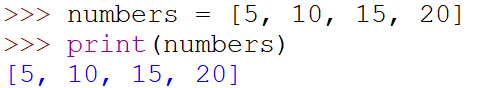 >>> numbers = [5, 10, 15, 20]
>>> print(numbers)
[5, 10, 15, 20]